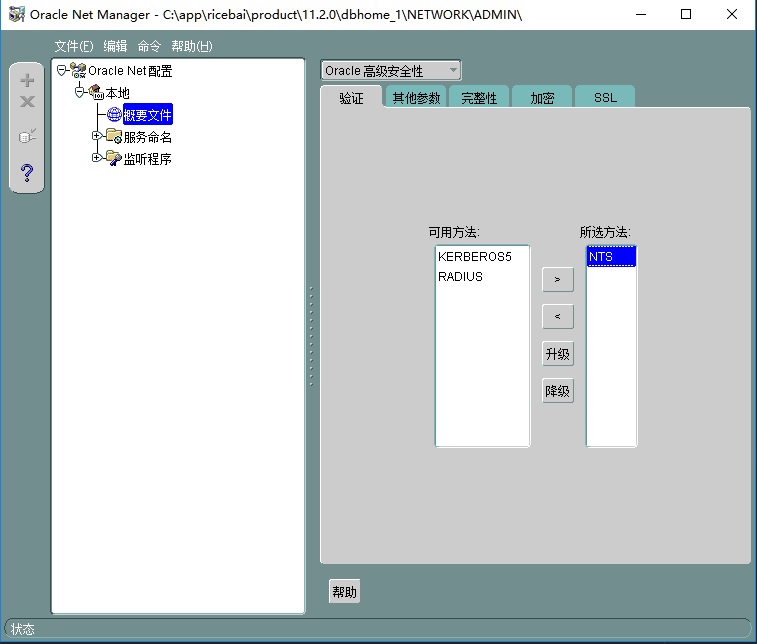 Oracle Net Manager - C:\app\ricebai\product\11.2.0\dbhome_1\NETWORK\ADMIN\
文件(F) 编辑 命令 帮助(H)
Oracle Net 配置
本地
概要文件
服务命名
监听程序
Oracle 高级安全性
验证 其他参数 完整性 加密 SSL
可用方法:
KERBEROS5
RADIUS
>
<
升级
降级
所选方法:
NTS
帮助
状态